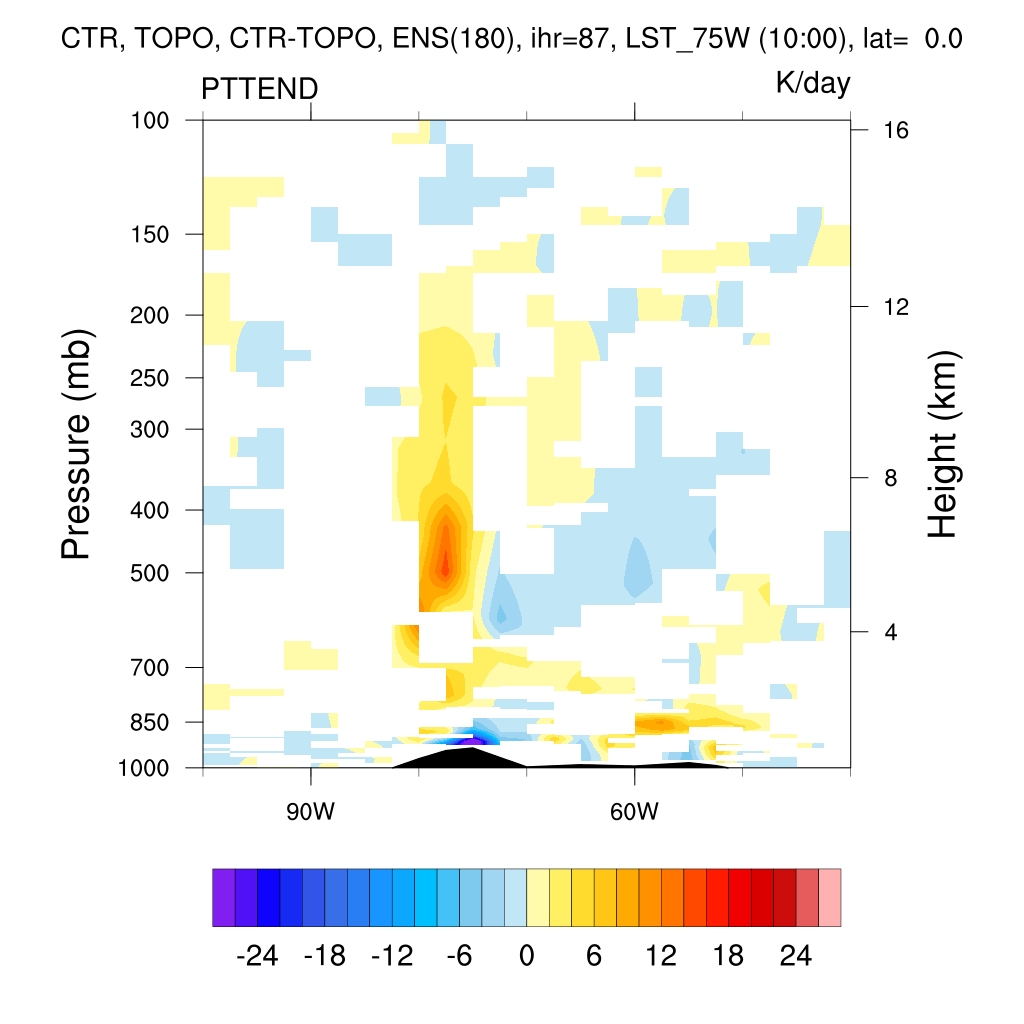 CTR, TOPO, CTR-TOPO, ENS(180), ihr=87, LST_75W (10:00), lat=  0.0
PTTEND
K/day
100
150
200
250
300
400
500
700
850
1000
Pressure (mb)
16
12
8
4
Height (km)
90W
60W
-24 -18 -12 -6 0 6 12 18 24